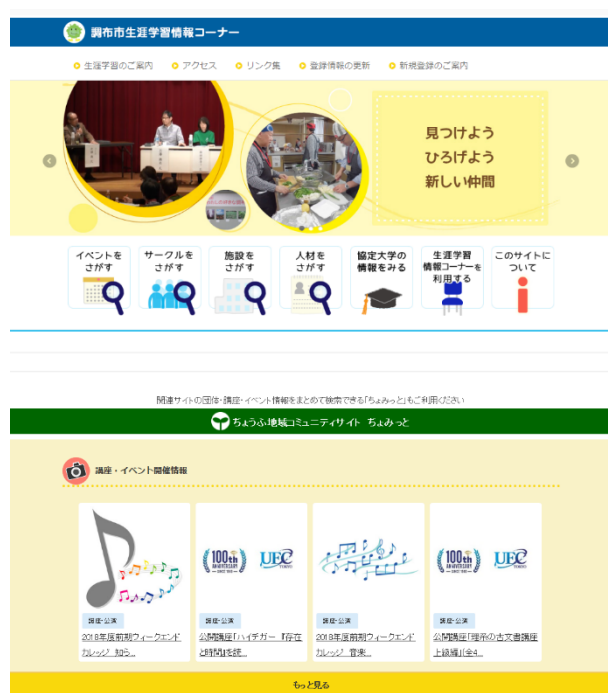 調布市生涯学習情報コーナー
生涯学習のご案内
アクセス
リンク集
登録情報の更新
新規登録のご案内
見つけよう
ひろげよう
新しい仲間
イベントを
さがす
サークルを
さがす
施設を
さがす
人材を
さがす
協定大学の
情報をみる
生涯学習
情報コーナーを
利用する
このサイトに
ついて
関連サイトの団体・講座・イベント情報をまとめて検索できる「ちょみっと」もご利用ください
ちょうふ地域コミュニティサイト ちょみっと
講座・イベント開催情報
100th
ANNIVERSARY
UEC
TOKYO
100th
ANNIVERSARY
UEC
TOKYO
講座・公演
2018年度前期ウィークエンド
カレッジ 知ら...
講座・公演
公開講座「ハイデガー『存在
と時間』を読...
講座・公演
2018年度前期ウィークエンド
カレッジ 音楽...
講座・公演
公開講座「理系の古文書講座
上級編」(全4...
もっと見る